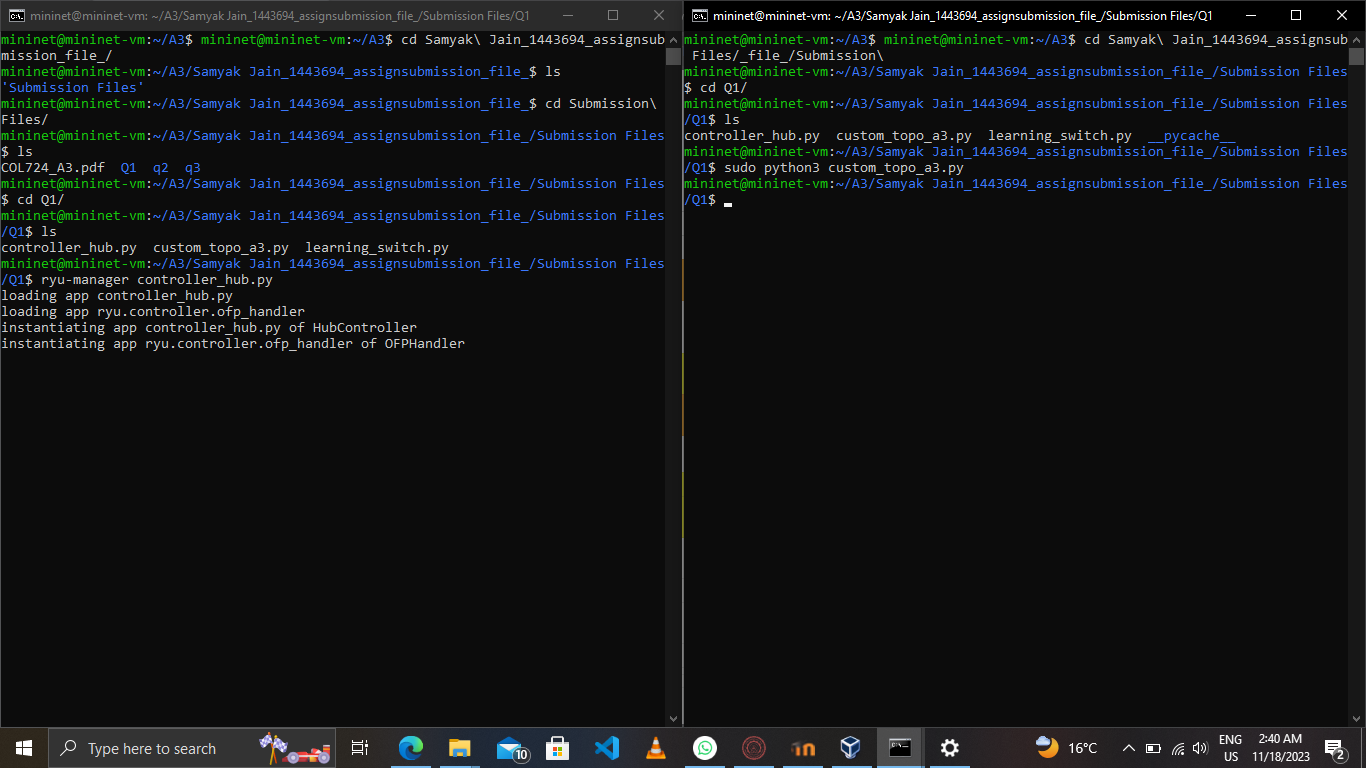 mininet@mininet-vm: ~/A3/Samyak Jain_1443694_assignsubmission_file_/Submission Files/Q1
mininet@mininet-vm:~/A3$ mininet@mininet-vm:~/A3$ cd Samyak\ Jain_1443694_assignsub
mission_file_/
mininet@mininet-vm:~/A3/Samyak Jain_1443694_assignsubmission_file_$ ls
'Submission Files'
mininet@mininet-vm:~/A3/Samyak Jain_1443694_assignsubmission_file_$ cd Submission\
Files/
mininet@mininet-vm:~/A3/Samyak Jain_1443694_assignsubmission_file_/Submission Files
$ ls
COL724_A3.pdf  Q1  q2  q3
mininet@mininet-vm:~/A3/Samyak Jain_1443694_assignsubmission_file_/Submission Files
$ cd Q1/
mininet@mininet-vm:~/A3/Samyak Jain_1443694_assignsubmission_file_/Submission Files
/Q1$ ls
controller_hub.py  custom_topo_a3.py  learning_switch.py
mininet@mininet-vm:~/A3/Samyak Jain_1443694_assignsubmission_file_/Submission Files
/Q1$ ryu-manager controller_hub.py
loading app controller_hub.py
loading app ryu.controller.ofp_handler
instantiating app controller_hub.py of HubController
instantiating app ryu.controller.ofp_handler of OFPHandler
mininet@mininet-vm: ~/A3/Samyak Jain_1443694_assignsubmission_file_/Submission Files/Q1
mininet@mininet-vm:~/A3$ mininet@mininet-vm:~/A3$ cd Samyak\ Jain_1443694_assignsub
 Files/_file_/Submission\
mininet@mininet-vm:~/A3/Samyak Jain_1443694_assignsubmission_file_/Submission Files
$ cd Q1/
mininet@mininet-vm:~/A3/Samyak Jain_1443694_assignsubmission_file_/Submission Files
/Q1$ ls
controller_hub.py  custom_topo_a3.py  learning_switch.py  __pycache__
mininet@mininet-vm:~/A3/Samyak Jain_1443694_assignsubmission_file_/Submission Files
/Q1$ sudo python3 custom_topo_a3.py
mininet@mininet-vm:~/A3/Samyak Jain_1443694_assignsubmission_file_/Submission Files
/Q1$
Type here to search
10
16°C
ENG
US
2:40 AM
11/18/2023
2